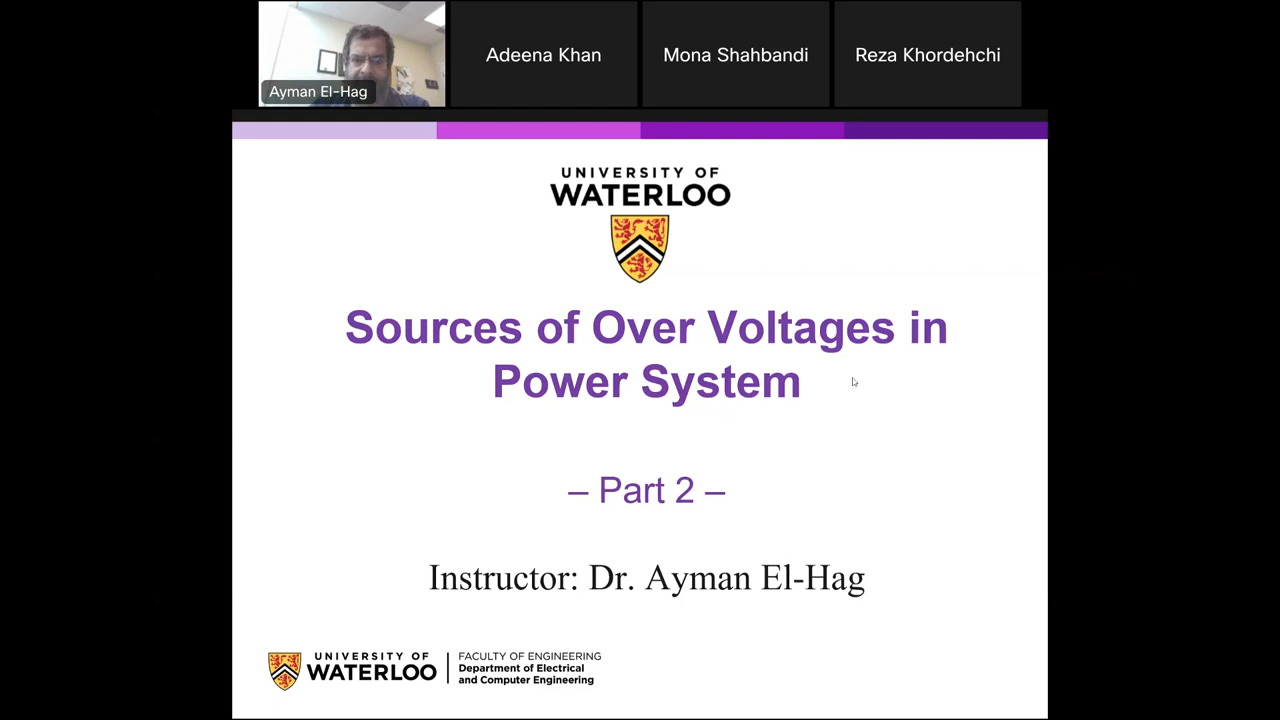 Adeena Khan
Mona Shahbandi
Reza Khordehchi
Ayman El-Hag
UNIVERSITY OF
WATERLOO
Sources of Over Voltages in
Power System
– Part 2 –
Instructor: Dr. Ayman El-Hag
UNIVERSITY OF
WATERLOO
FACULTY OF ENGINEERING
Department of Electrical
and Computer Engineering